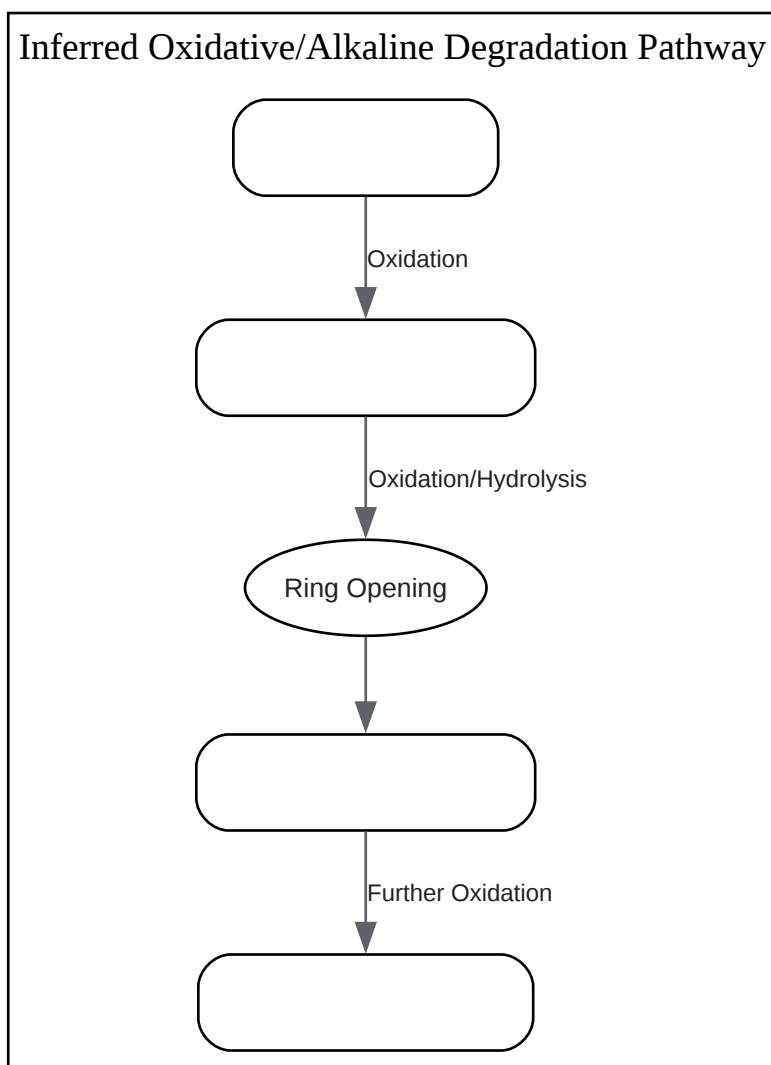 Inferred Oxidative/Alkaline Degradation Pathway
Oxidation
Oxidation/Hydrolysis
Ring Opening
Further Oxidation